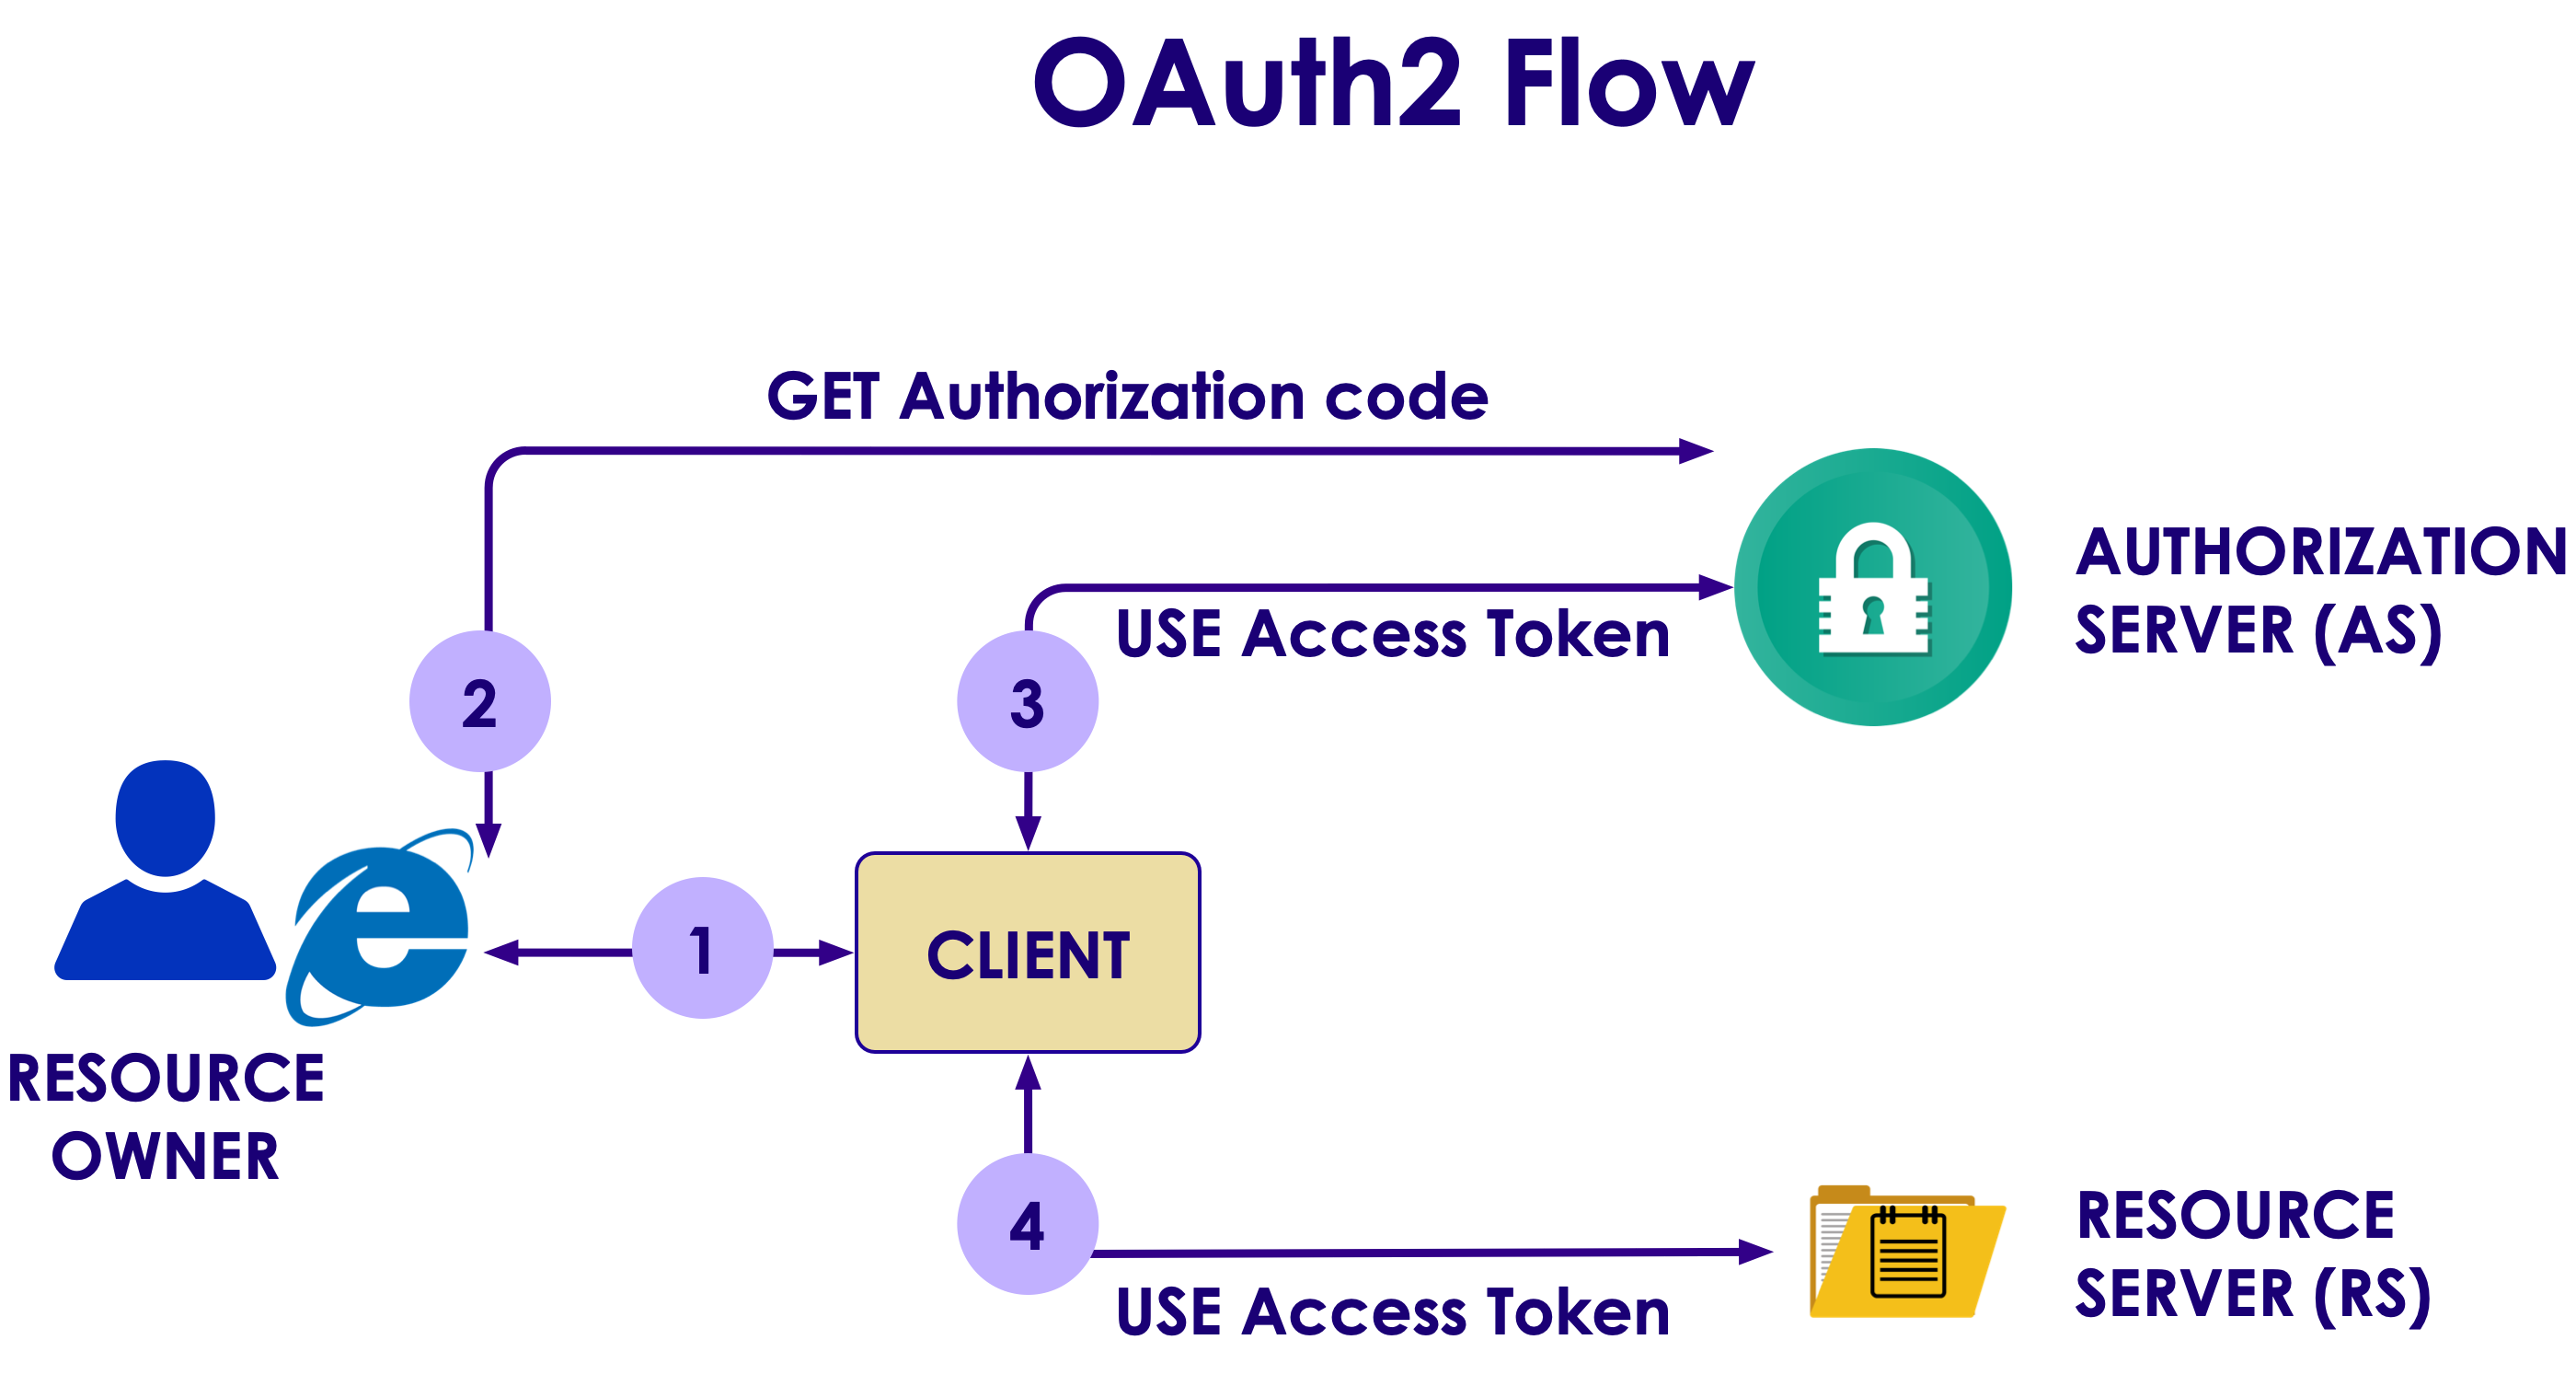 OAuth2 Flow
GET Authorization code
USE Access Token
AUTHORIZATION
SERVER (AS)
2
3
1
CLIENT
RESOURCE
OWNER
4
USE Access Token
RESOURCE
SERVER (RS)